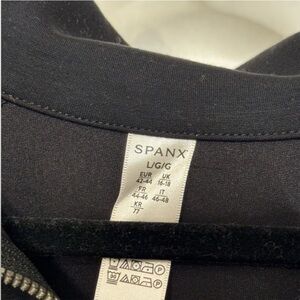 SPANX
L/G/G
EUR UK
42-44 16-18
FR IT
44-46 46-48
KR
77